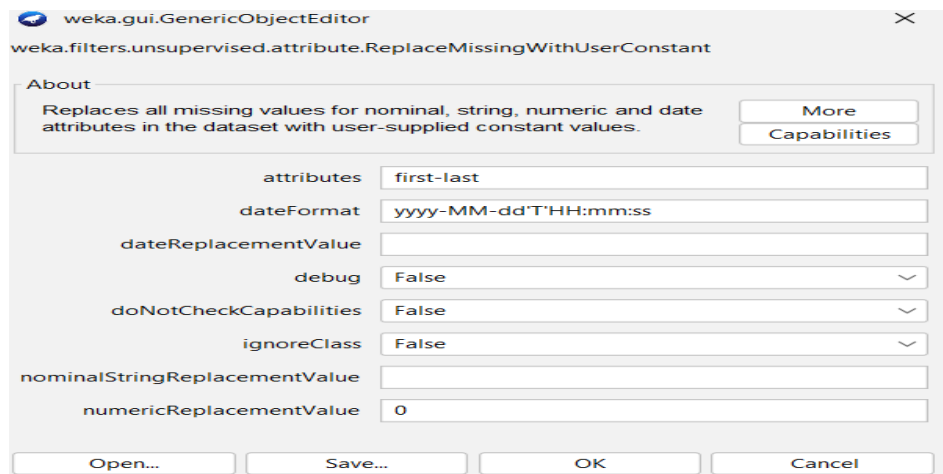 weka.gui.GenericObjectEditor
weka.filters.unsupervised.attribute.ReplaceMissingWithUserConstant
About
Replaces all missing values for nominal, string, numeric and date
attributes in the dataset with user-supplied constant values.
More
Capabilities
attributes first-last
dateFormat yyyy-MM-dd'T'HH:mm:ss
dateReplacementValue
debug False
doNotCheckCapabilities False
ignoreClass False
nominalStringReplacementValue
numericReplacementValue 0
Open... Save... OK Cancel